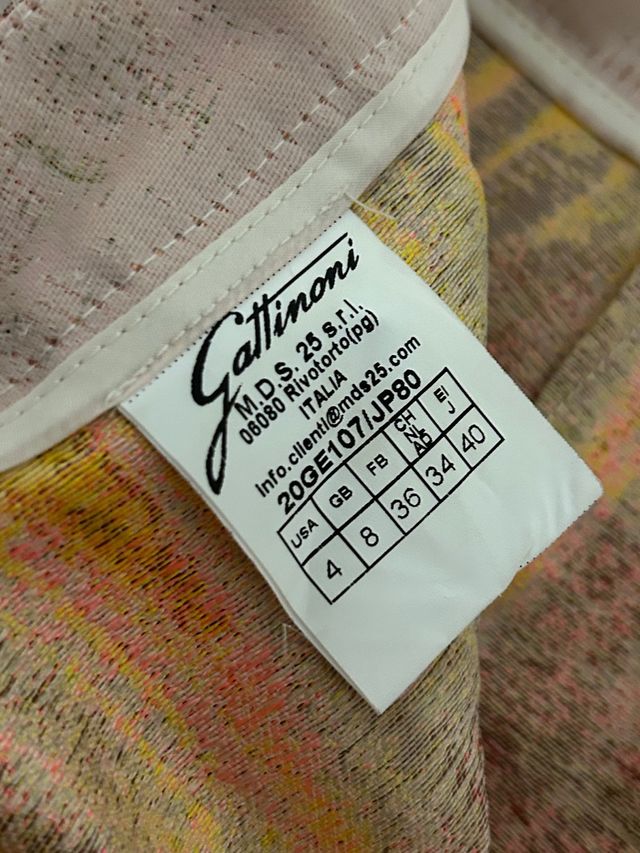 Gattinoni
M.D.S. 25 s.r.l.
06080 Rivotorto(pg)
ITALIA
Info.clienti@mds25.com
20GE107/JP80
USA GB FB CH NL AD E/ J
4 8 36 34 40